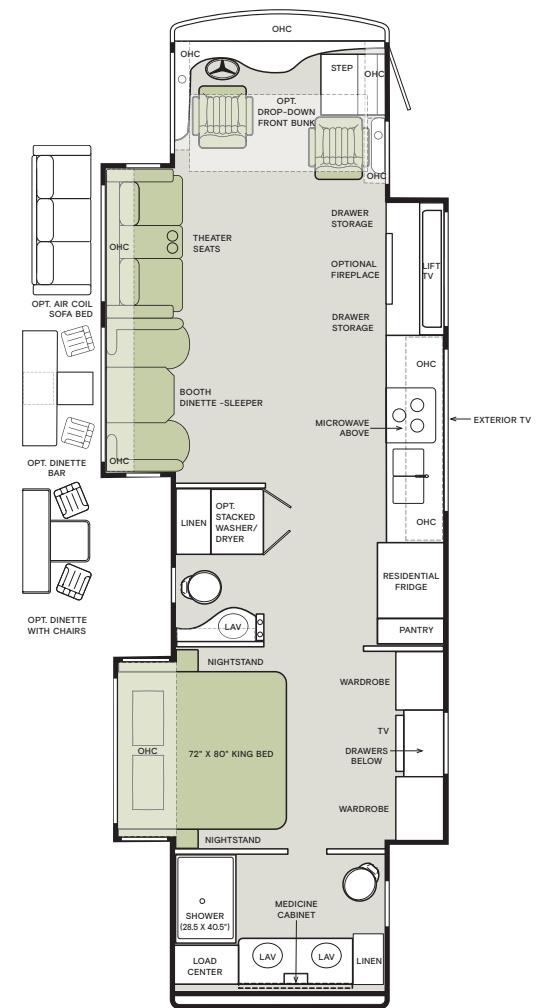 OHC
OHC
STEP
OHC
OPT.
DROP-DOWN
FRONT BUNK
OHC
DRAWER
STORAGE
OHC
THEATER
SEATS
OPTIONAL
FIREPLACE
LIFT
TV
OPT. AIR COIL
SOFA BED
DRAWER
STORAGE
OHC
BOOTH
DINETTE -SLEEPER
MICROWAVE
ABOVE
EXTERIOR TV
OPT. DINETTE
BAR
OHC
OHC
LINEN
OPT.
STACKED
WASHER/
DRYER
RESIDENTIAL
FRIDGE
OPT. DINETTE
WITH CHAIRS
LAV
PANTRY
NIGHTSTAND
WARDROBE
TV
OHC
72" X 80" KING BED
DRAWERS
BELOW
WARDROBE
NIGHTSTAND
SHOWER
(28.5 X 40.5")
MEDICINE
CABINET
LOAD
CENTER
LAV
LAV
LINEN